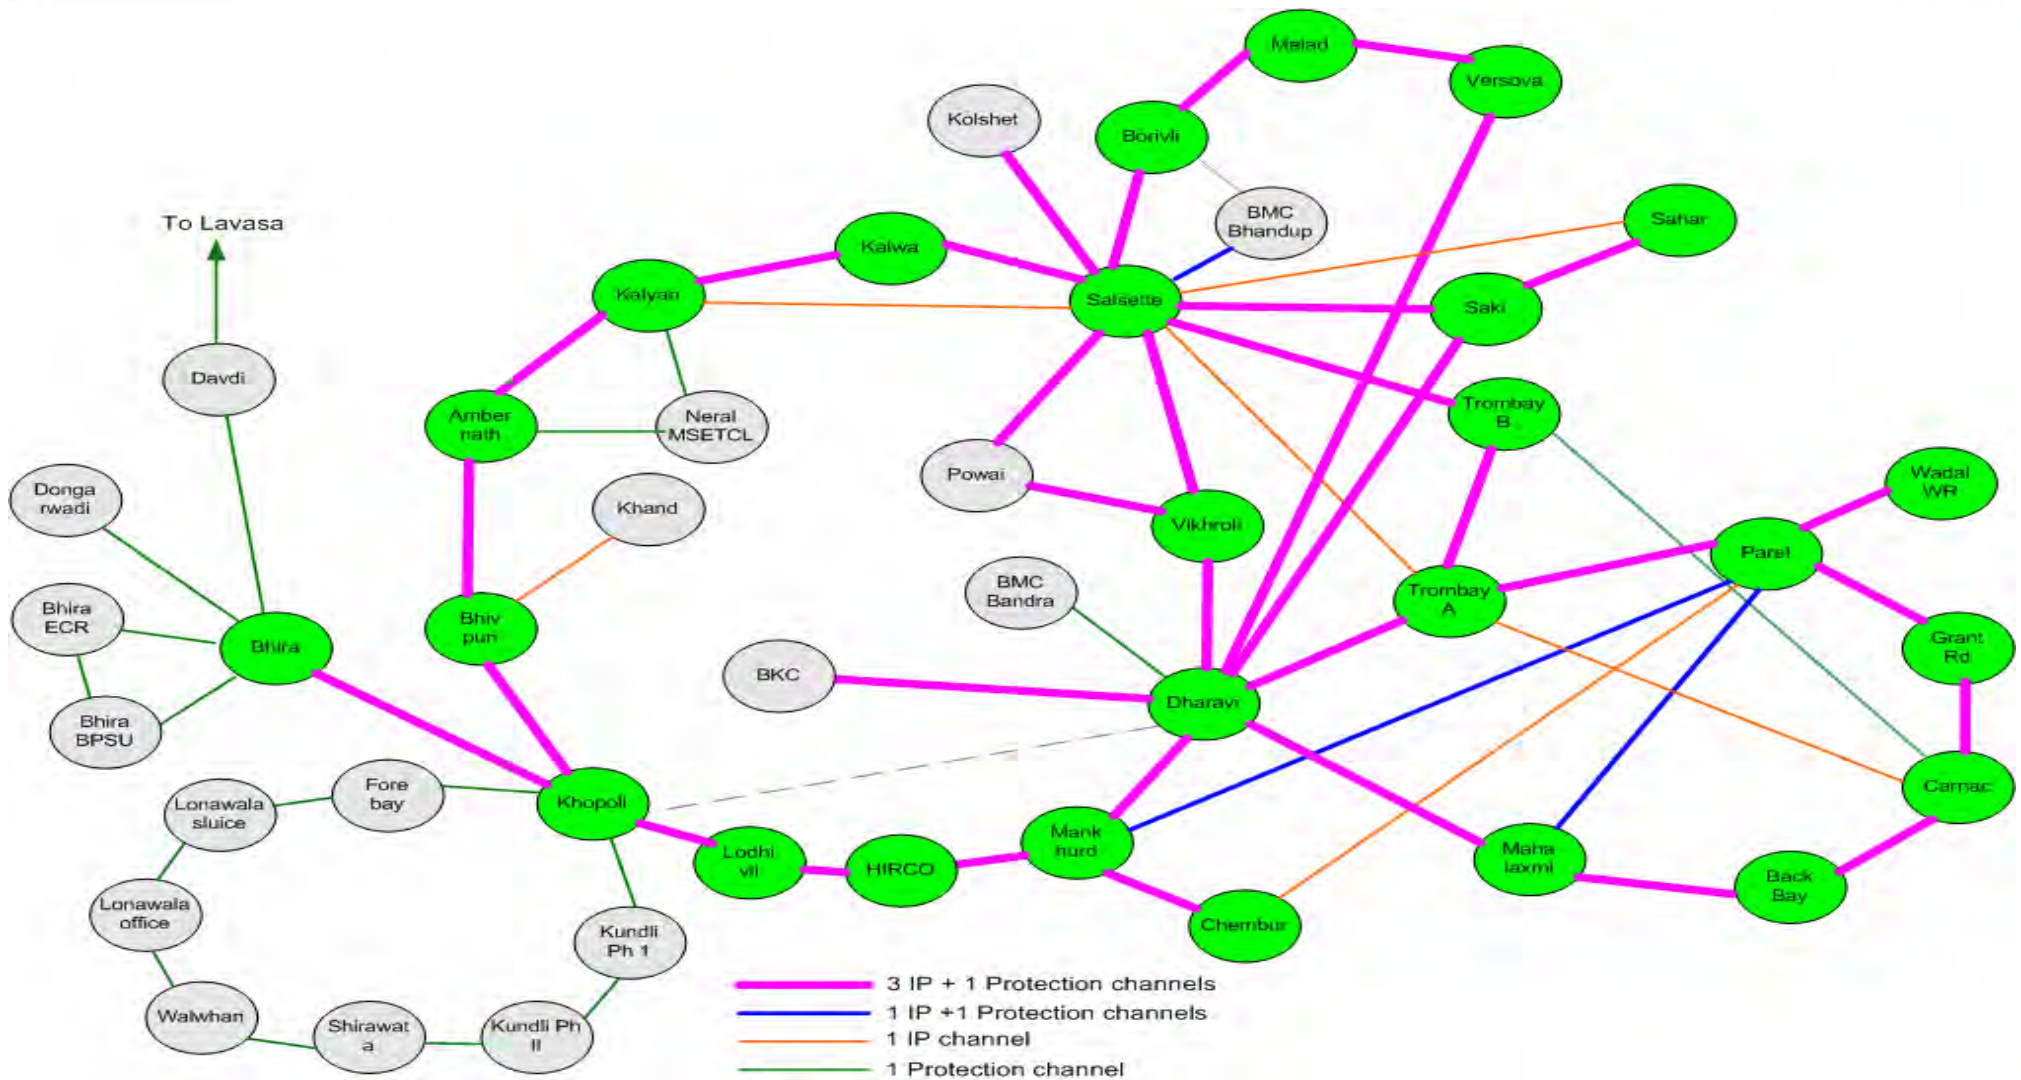 Malad
Versova
Kolshet
Borivli
BMC
Bhandup
Sahar
To Lavasa
Kalwa
Kalyan
Salsette
Saki
Davdi
Amber
nath
Neral
MSETCL
Trombay
B
Powai
Wadal
WR
Donga
rwadi
Khand
Vikhroli
Parel
BMC
Bandra
Trombay
A
Bhira
ECR
Bhira
Bhiv
puri
Grant
Rd
BKC
Dharavi
Bhira
BPSU
Fore
bay
Lonawala
sluice
Khopoli
Carnac
Mank
hurd
Lodhi
vli
HIRCO
Maha
laxmi
Back
Bay
Lonawala
office
Chembur
Kundli
Ph 1
Walwhan
Shirawat
a
Kundli Ph
II
3 IP + 1 Protection channels
1 IP +1 Protection channels
1 IP channel
1 Protection channel